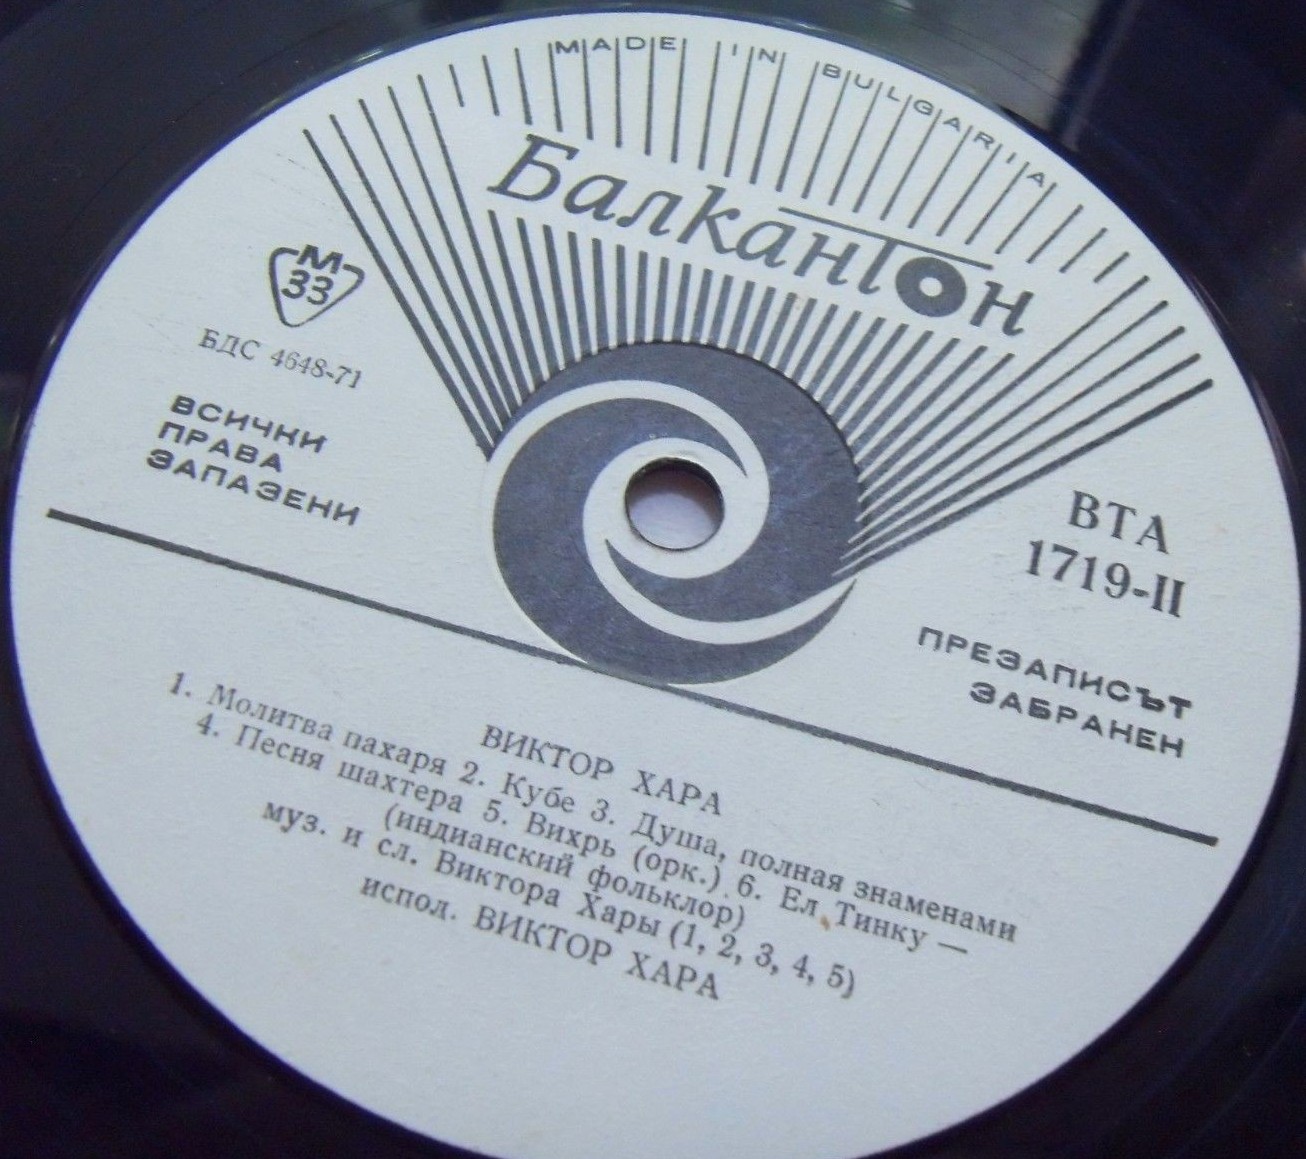 MADE IN BULGARIA
Балкантон
М
33
БДС 4648-71
ВСИЧКИ
ПРАВА
ЗАПАЗЕНИ
ВТА
1719-II
ПРЕЗАПИСЪТ
ЗАБРАНЕН
ВИКТОР ХАРА
1. Молитва пахаря 2. Кубе 3. Душа, полная знаменами
4. Песня шахтера 5. Вихрь (орк.) 6. Ел Тинку —
(индианский фольклор)
муз. и сл. Виктора Хары (1, 2, 3, 4, 5)
испол. ВИКТОР ХАРА